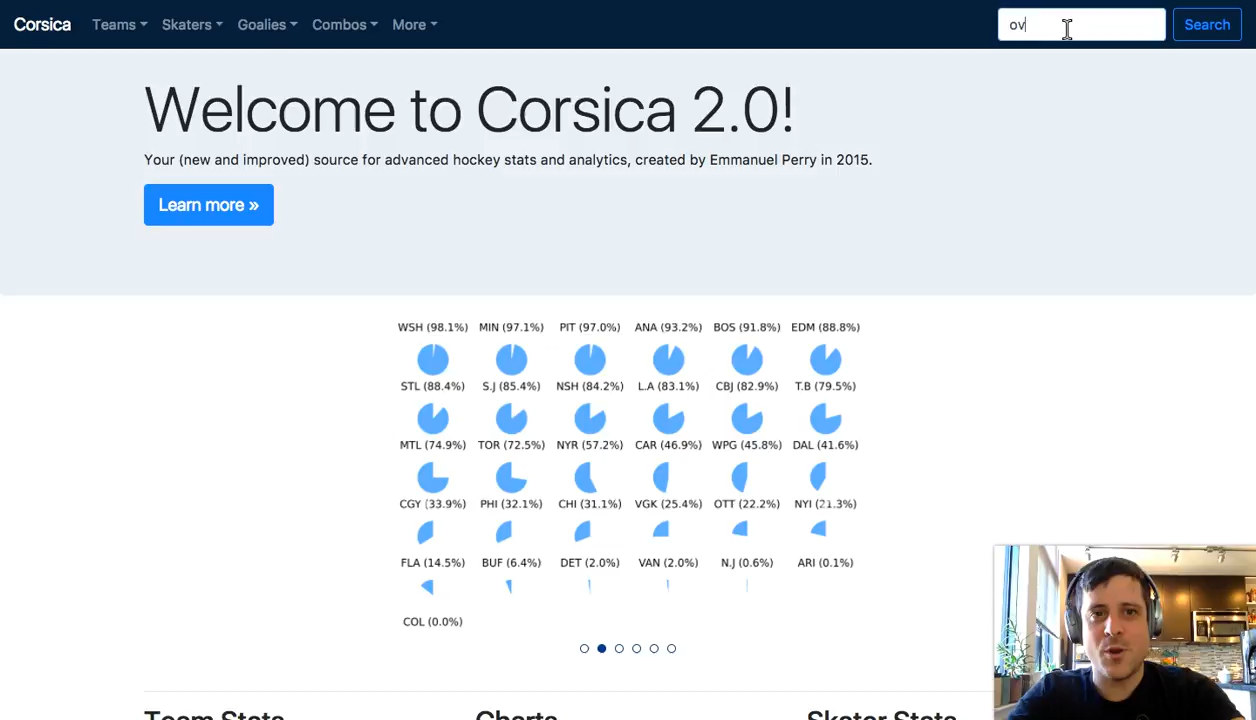 Corsica Teams Skaters Goalies Combos More ov Search
Welcome to Corsica 2.0!
Your (new and improved) source for advanced hockey stats and analytics, created by Emmanuel Perry in 2015.
Learn more »
WSH (98.1%) MIN (97.1%) PIT (97.0%) ANA (93.2%) BOS (91.8%) EDM (88.8%)
STL (88.4%) S.J (85.4%) NSH (84.2%) L.A (83.1%) CBJ (82.9%) T.B (79.5%)
MTL (74.9%) TOR (72.5%) NYR (57.2%) CAR (46.9%) WPG (45.8%) DAL (41.6%)
CGY (33.9%) PHI (32.1%) CHI (31.1%) VGK (25.4%) OTT (22.2%) NYI (21.3%)
FLA (14.5%) BUF (6.4%) DET (2.0%) VAN (2.0%) N.J (0.6%) ARI (0.1%)
COL (0.0%)
Team Stats Charts Skater Stats